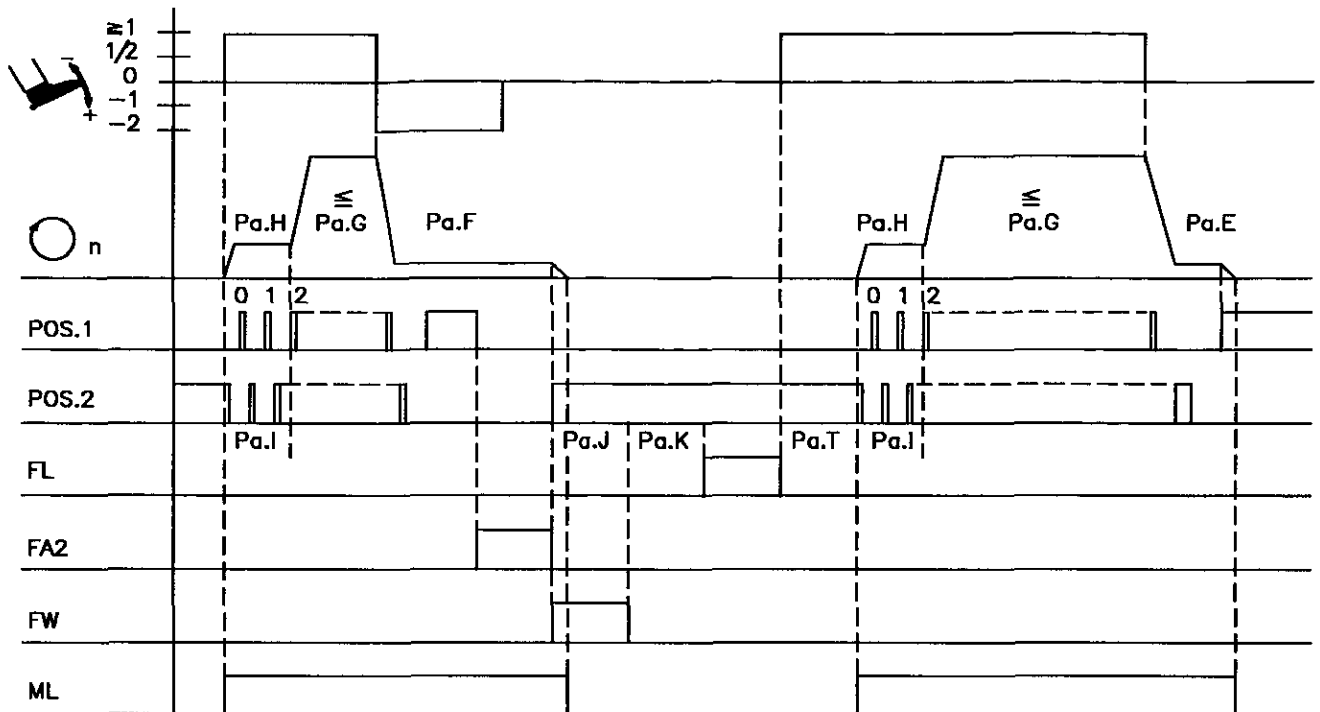 ≧1
1/2
0
-1
-2
- +
≦ ≦
Pa.H Pa.G Pa.F Pa.H Pa.G Pa.E
n
0 1 2 0 1 2
POS.1
POS.2
Pa.I Pa.J Pa.K Pa.T Pa.I
FL
FA2
FW
ML